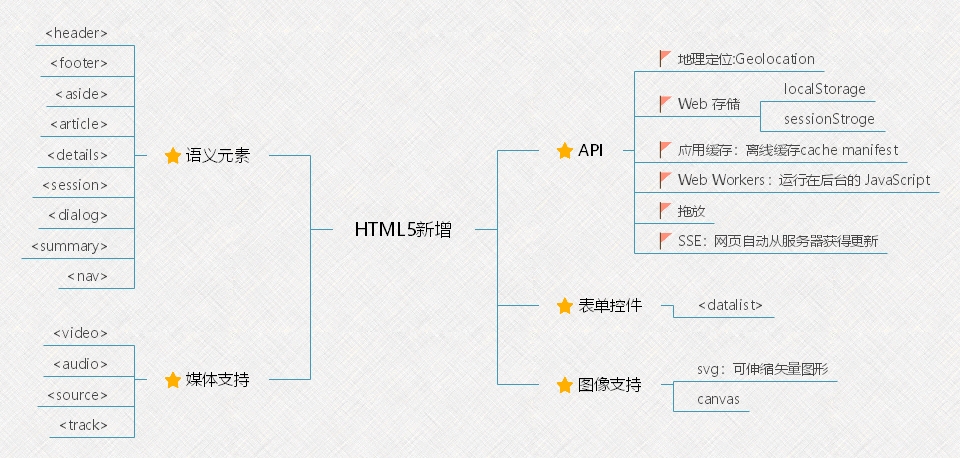 HTML5新增
语义元素
<header>
<footer>
<aside>
<article>
<details>
<session>
<dialog>
<summary>
<nav>
媒体支持
<video>
<audio>
<source>
<track>
API
地理定位:Geolocation
Web 存储
localStorage
sessionStroge
应用缓存：离线缓存cache manifest
Web Workers：运行在后台的 JavaScript
拖放
SSE：网页自动从服务器获得更新
表单控件
<datalist>
图像支持
svg：可伸缩矢量图形
canvas